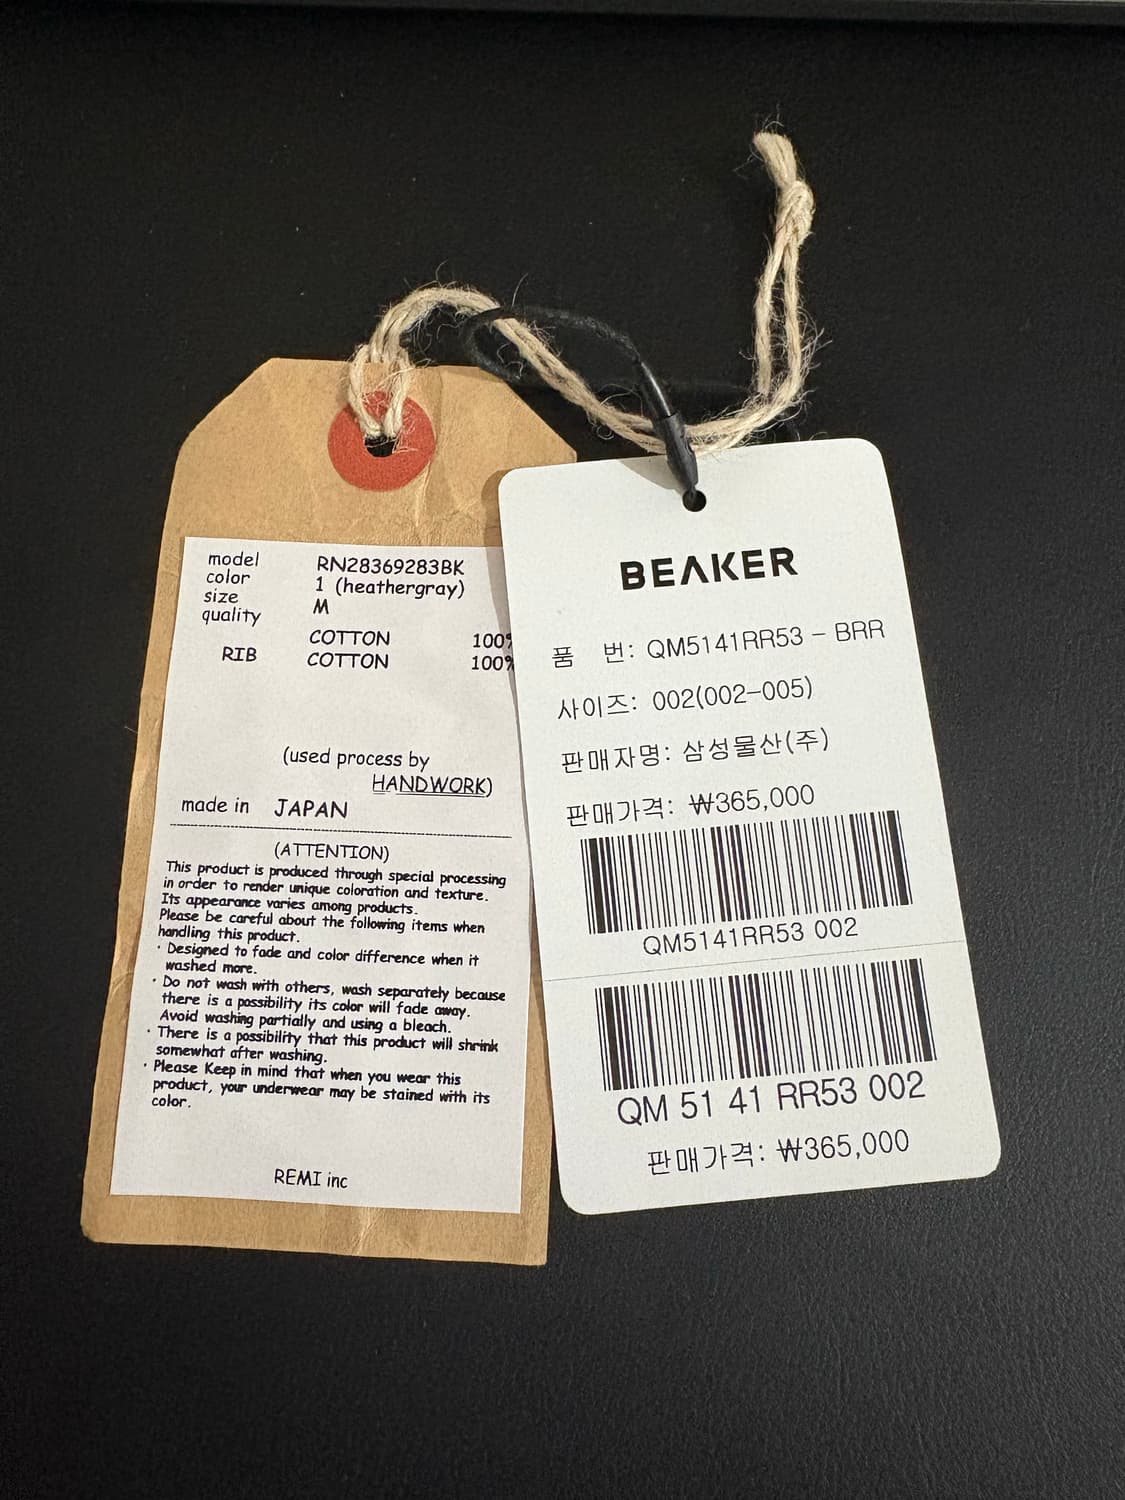 model RN28369283BK
color 1 (heathergray)
size M
quality
COTTON 100%
RIB COTTON 100%
(used process by
HANDWORK)
made in JAPAN
(ATTENTION)
This product is produced through special processing
in order to render unique coloration and texture.
Its appearance varies among products.
Please be careful about the following items when
handling this product.
・Designed to fade and color difference when it
washed more.
・Do not wash with others, wash separately because
there is a possibility its color will fade away.
Avoid washing partially and using a bleach.
・There is a possibility that this product will shrink
somewhat after washing.
・Please Keep in mind that when you wear this
product, your underwear may be stained with its
color.
REMI inc
BEAKER
품 번: QM5141RR53 - BRR
사이즈: 002(002-005)
판매자명: 삼성물산(주)
판매가격: ₩365,000
QM5141RR53 002
QM 51 41 RR53 002
판매가격: ₩365,000